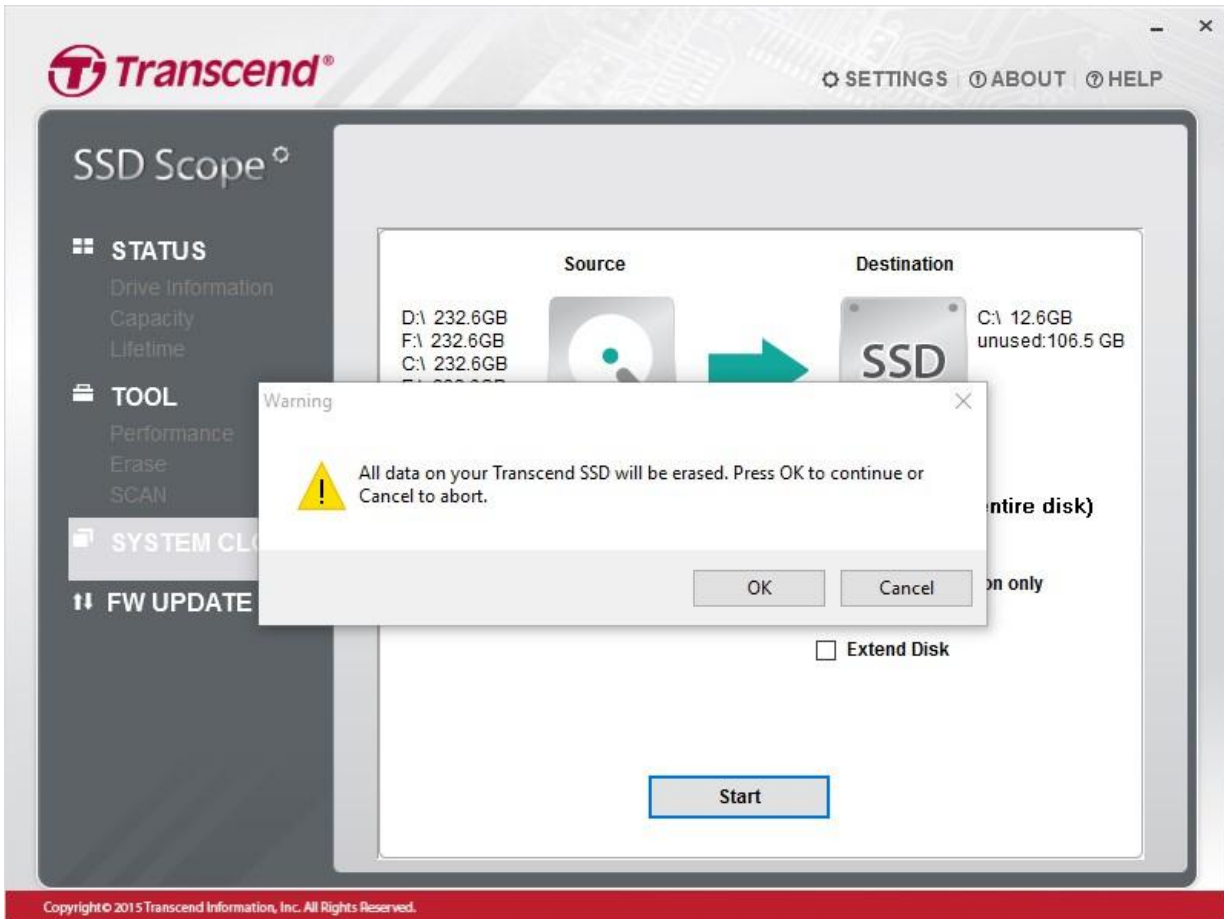 Transcend®
SETTINGS ABOUT HELP
SSD Scope
STATUS
Drive Information
Capacity
Lifetime
TOOL
Performance
Erase
SCAN
SYSTEM
FW UPDATE
Source
Destination
D:\ 232.6GB
F:\ 232.6GB
C:\ 232.6GB
C:\ 12.6GB
unused:106.5 GB
SSD
Warning
All data on your Transcend SSD will be erased. Press OK to continue or
Cancel to abort.
OK
Cancel
disk)
only
Extend Disk
Start
Copyright© 2015 Transcend Information, Inc. All Rights Reserved.